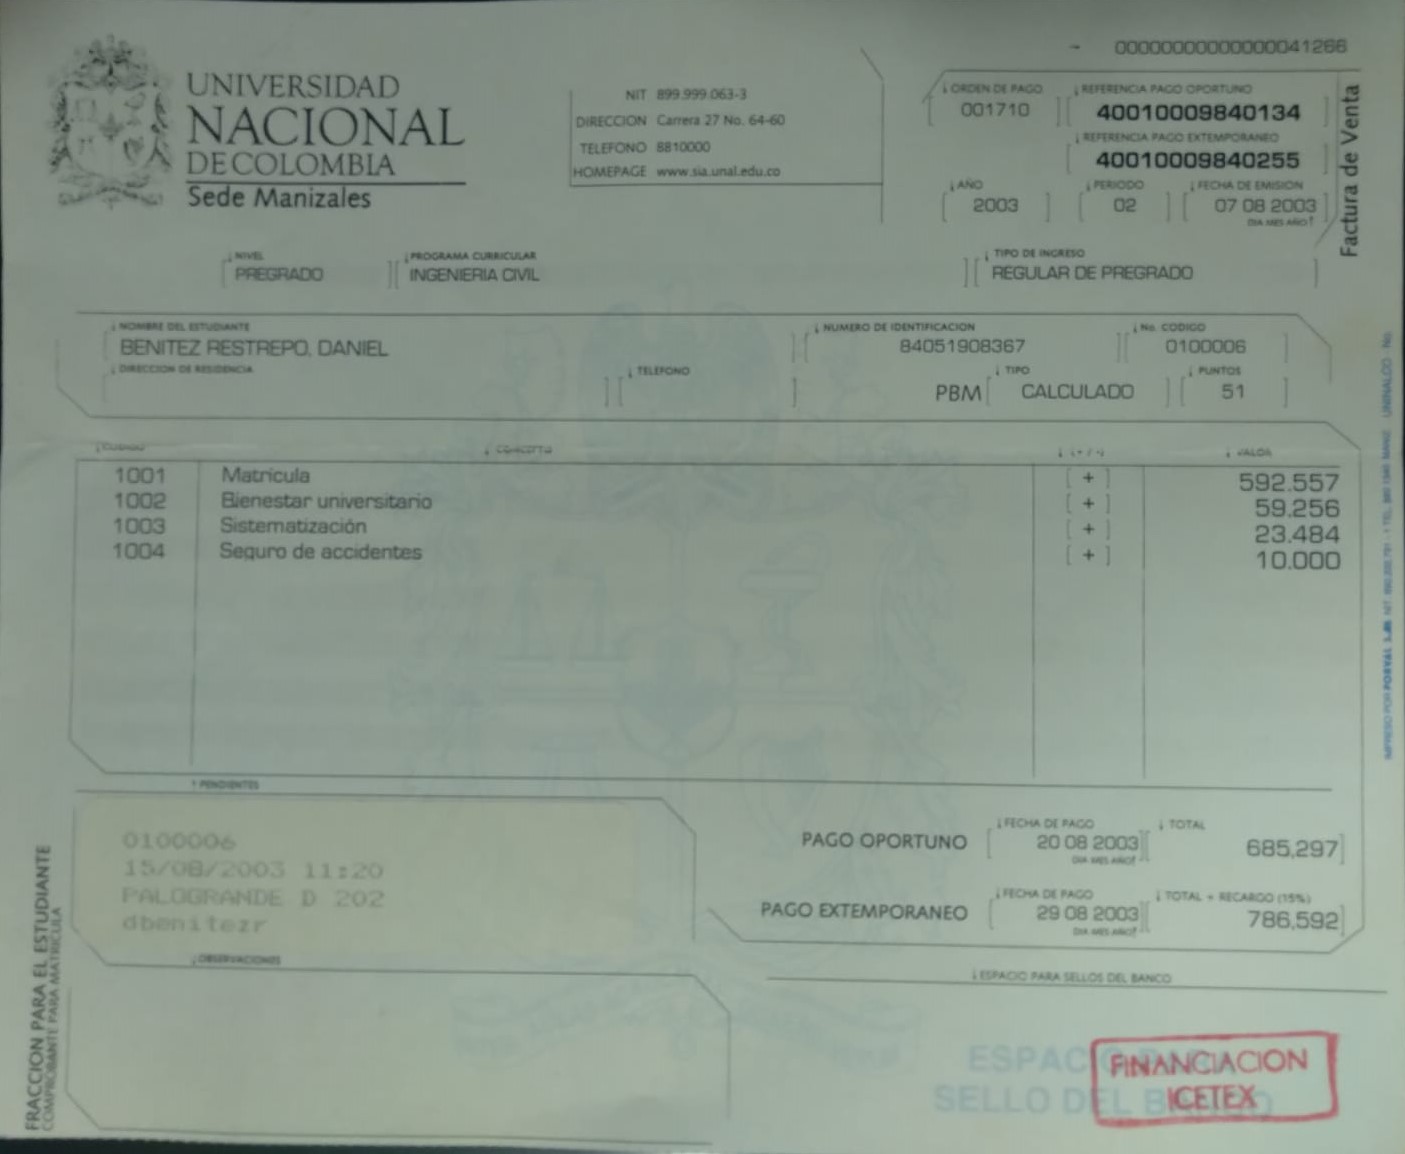 00000000000000041266
UNIVERSIDAD
NACIONAL
DE COLOMBIA
Sede Manizales
NIT 899.999.063-3
DIRECCION Carrera 27 No. 64-60
TELEFONO 8810000
HOMEPAGE www.sia.unal.edu.co
ORDEN DE PAGO REFERENCIA PAGO OPORTUNO
001710 40010009840134
REFERENCIA PAGO EXTEMPORANEO
40010009840255
AÑO PERIODO FECHA DE EMISION
2003 02 07 08 2003
DIA MES AÑO
Factura de Venta
NIVEL PROGRAMA CURRICULAR TIPO DE INGRESO
PREGRADO INGENIERIA CIVIL REGULAR DE PREGRADO
NOMBRE DEL ESTUDIANTE NUMERO DE IDENTIFICACION No. CODIGO
BENITEZ RESTREPO, DANIEL 84051908367 0100006
DIRECCION DE RESIDENCIA TELEFONO TIPO PUNTOS
PBM CALCULADO 51
CODIGO CONCEPTO (+/-) VALOR
1001 Matrícula [+] 592.557
1002 Bienestar universitario [+] 59.256
1003 Sistematización [+] 23.484
1004 Seguro de accidentes [+] 10.000
PENDIENTES
0100006
15/08/2003 11:20
PALOGRANDE D 202
dbenitezr
FECHA DE PAGO TOTAL
PAGO OPORTUNO 20 08 2003 685,297
DIA MES AÑO
FECHA DE PAGO TOTAL + RECARGO (15%)
PAGO EXTEMPORANEO 29 08 2003 786,592
DIA MES AÑO
OBSERVACIONES
ESPACIO PARA SELLOS DEL BANCO
ESPACIO
SELLO DEL BANCO
FINANCIACION
ICETEX
FRACCION PARA EL ESTUDIANTE
COMPROBANTE PARA MATRICULA
IMPRESO POR